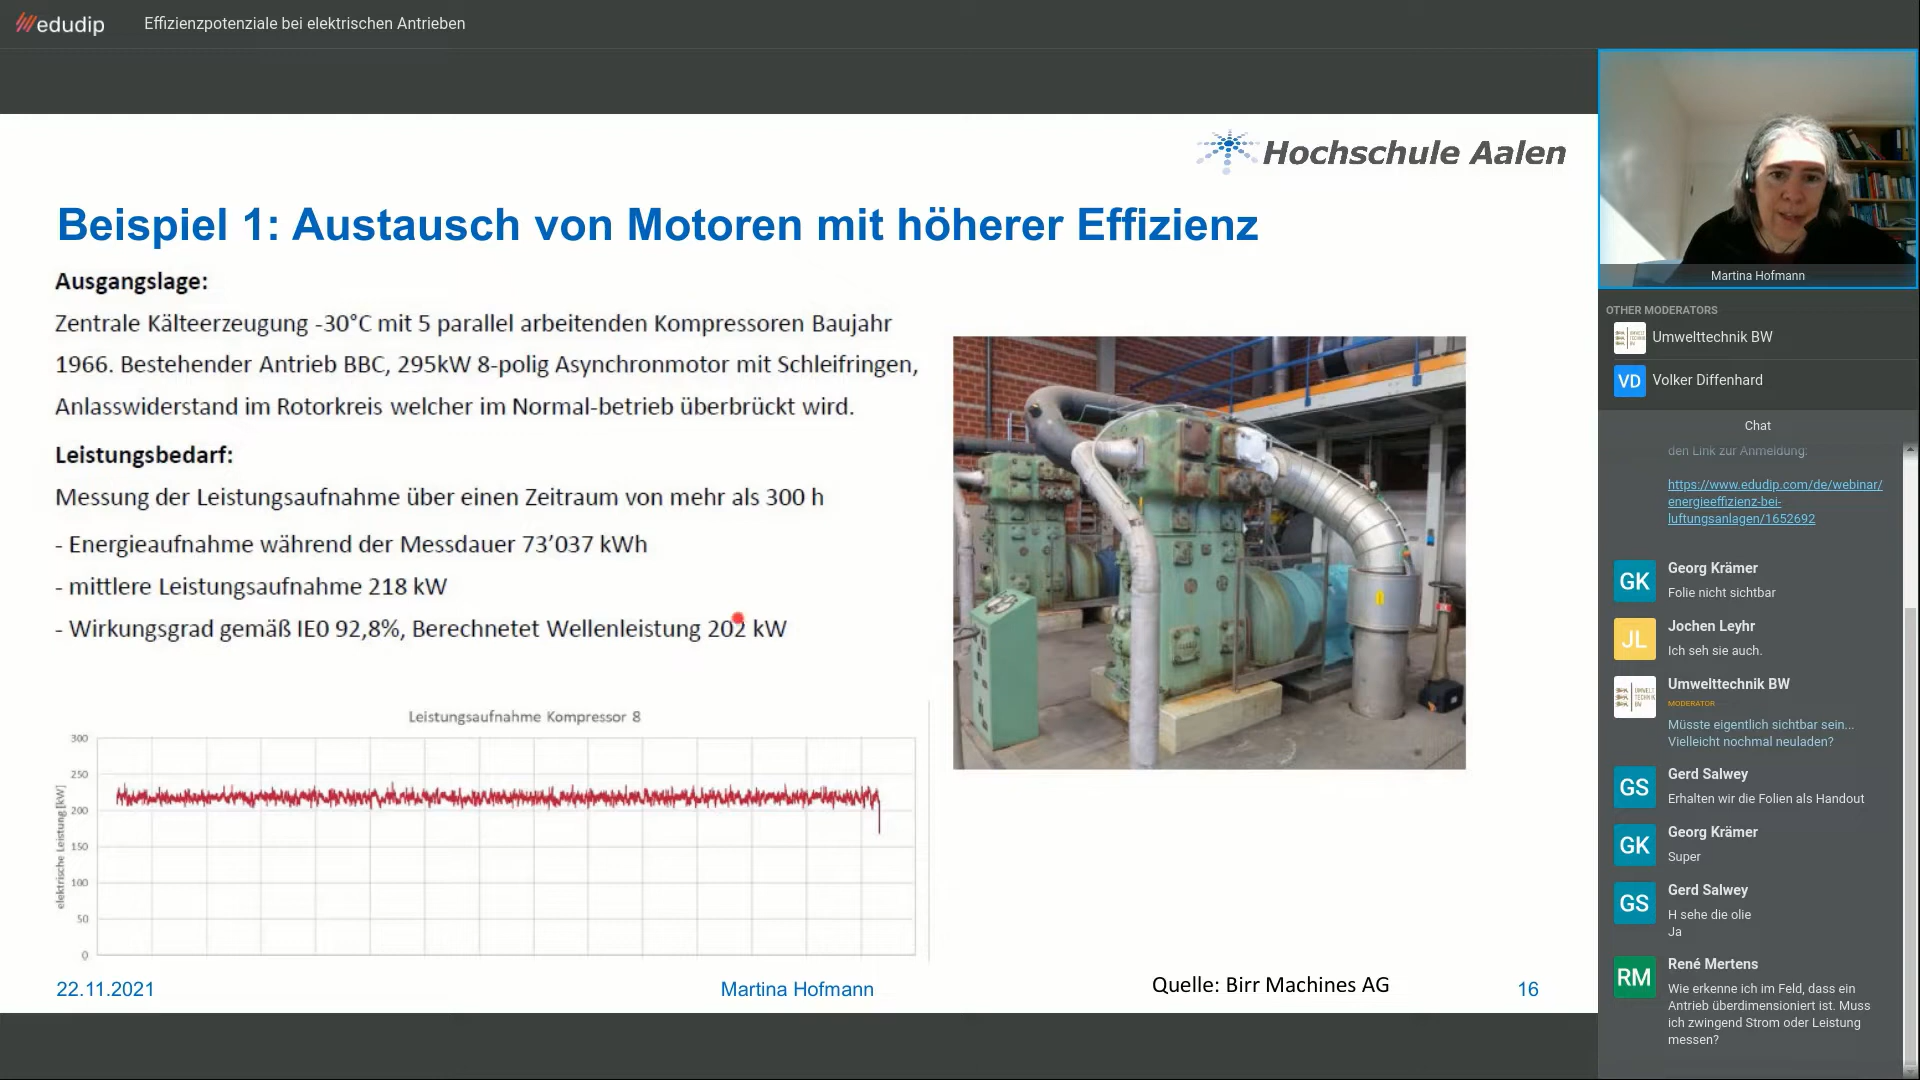 edudip
Effizienzpotenziale bei elektrischen Antrieben
Hochschule Aalen
Beispiel 1: Austausch von Motoren mit höherer Effizienz
Ausgangslage:
Zentrale Kälteerzeugung -30°C mit 5 parallel arbeitenden Kompressoren Baujahr
1966. Bestehender Antrieb BBC, 295kW 8-polig Asynchronmotor mit Schleifringen,
Anlasswiderstand im Rotorkreis welcher im Normal-betrieb überbrückt wird.
Leistungsbedarf:
Messung der Leistungsaufnahme über einen Zeitraum von mehr als 300 h
- Energieaufnahme während der Messdauer 73’037 kWh
- mittlere Leistungsaufnahme 218 kW
- Wirkungsgrad gemäß IE0 92,8%, Berechnetet Wellenleistung 202 kW
Leistungsaufnahme Kompressor 8
elektrische Leistung [kW]
300
250
200
150
100
50
0
22.11.2021
Martina Hofmann
Quelle: Birr Machines AG
16
Martina Hofmann
OTHER MODERATORS
Umwelttechnik BW
VD
Volker Diffenhard
Chat
den Link zur Anmeldung:
https://www.edudip.com/de/webinar/
energieeffizienz-bei-
luftungsanlagen/1652692
GK
Georg Krämer
Folie nicht sichtbar
JL
Jochen Leyhr
Ich seh sie auch.
Umwelttechnik BW
MODERATOR
Müsste eigentlich sichtbar sein...
Vielleicht nochmal neuladen?
GS
Gerd Salwey
Erhalten wir die Folien als Handout
GK
Georg Krämer
Super
GS
Gerd Salwey
H sehe die olie
Ja
RM
René Mertens
Wie erkenne ich im Feld, dass ein
Antrieb überdimensioniert ist. Muss
ich zwingend Strom oder Leistung
messen?